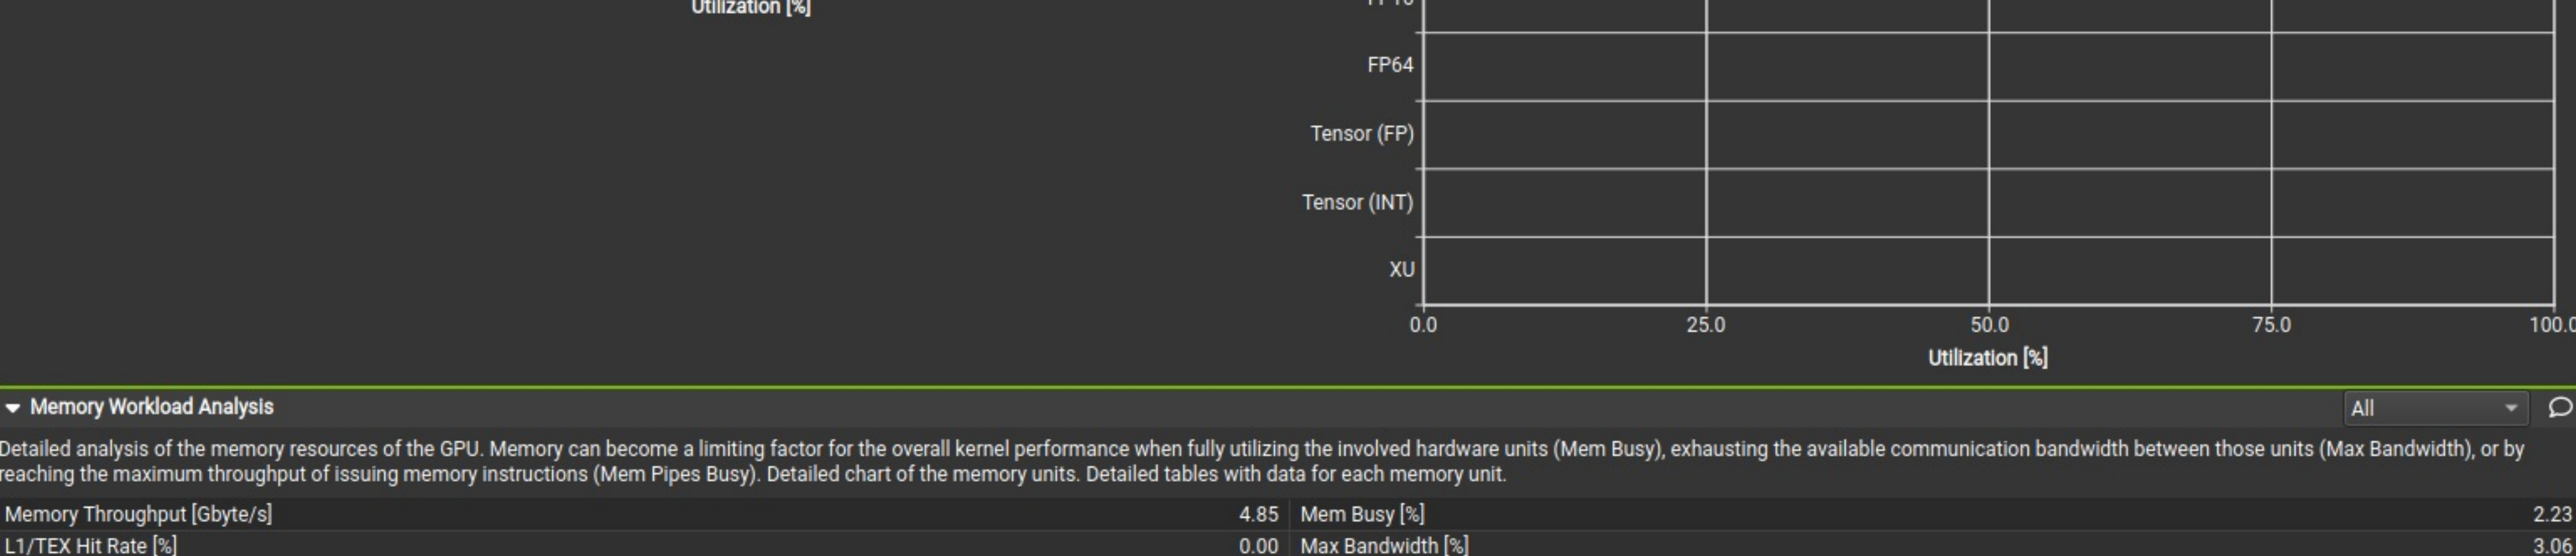 Utilization [%]
FP16
FP64
Tensor (FP)
Tensor (INT)
XU
0.0 25.0 50.0 75.0 100.0
Utilization [%]
Memory Workload Analysis
All
Detailed analysis of the memory resources of the GPU. Memory can become a limiting factor for the overall kernel performance when fully utilizing the involved hardware units (Mem Busy), exhausting the available communication bandwidth between those units (Max Bandwidth), or by
reaching the maximum throughput of issuing memory instructions (Mem Pipes Busy). Detailed chart of the memory units. Detailed tables with data for each memory unit.
Memory Throughput [Gbyte/s] 4.85 Mem Busy [%] 2.23
L1/TEX Hit Rate [%] 0.00 Max Bandwidth [%] 3.06